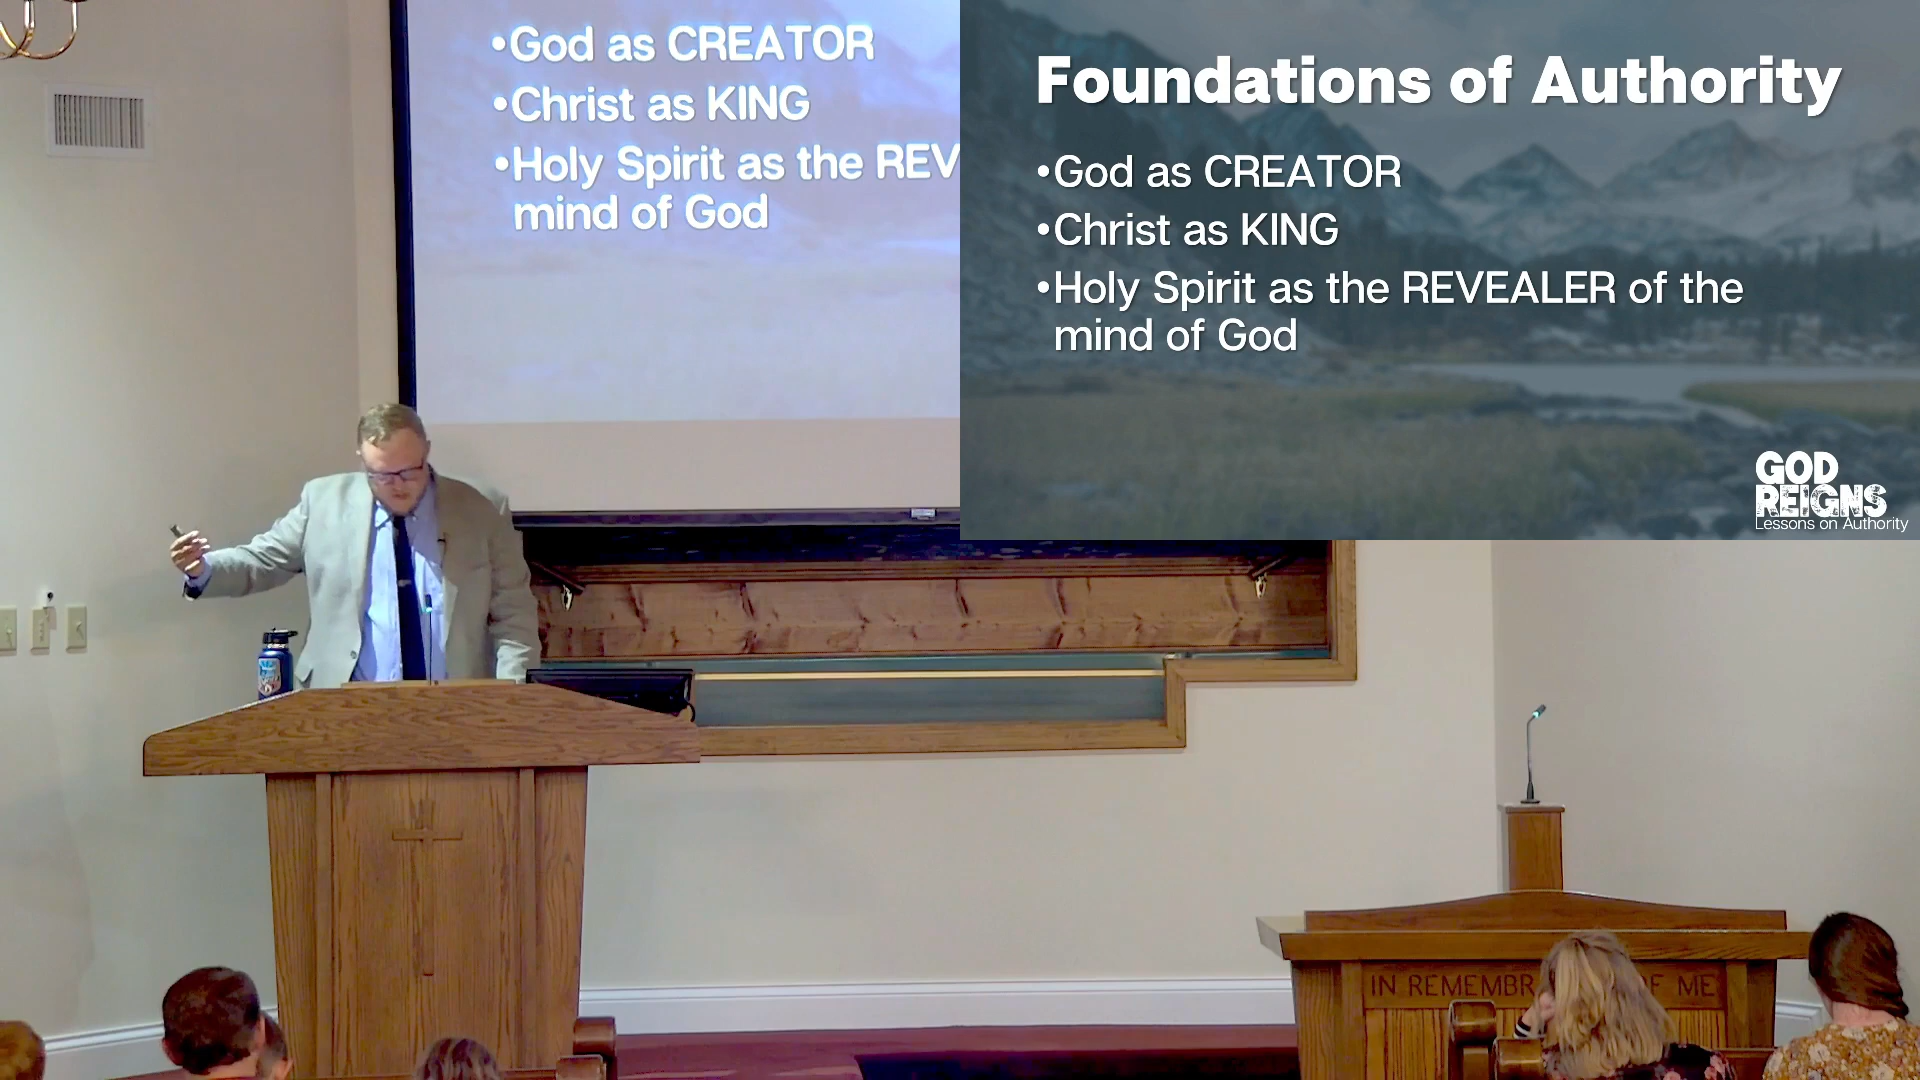 •God as CREATOR
•Christ as KING
•Holy Spirit as the REV
mind of God
Foundations of Authority
•God as CREATOR
•Christ as KING
•Holy Spirit as the REVEALER of the
mind of God
GOD
REIGNS
Lessons on Authority
IN REMEMBR F ME